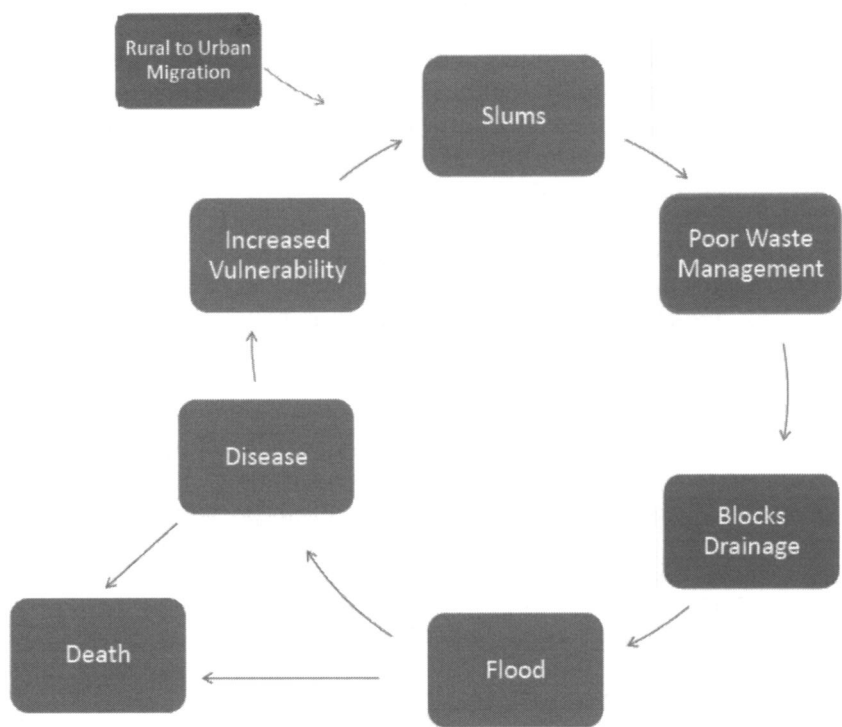 Rural to Urban
Migration
Slums
Poor Waste
Management
Blocks
Drainage
Flood
Death
Disease
Increased
Vulnerability